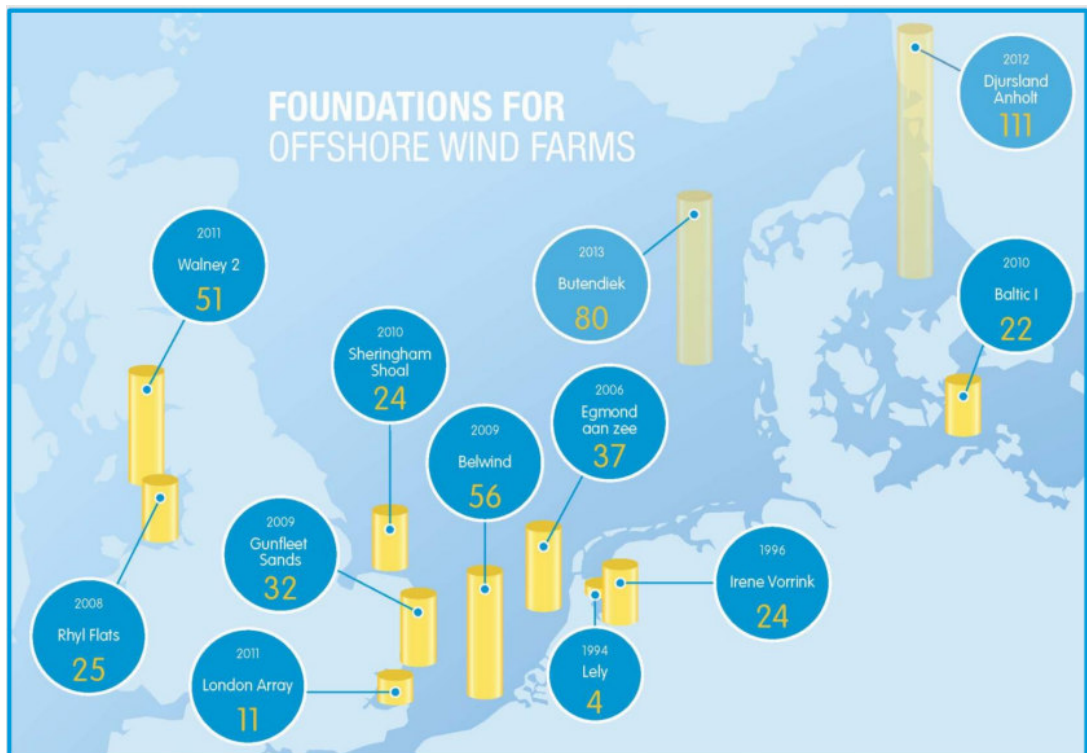 FOUNDATIONS FOR
OFFSHORE WIND FARMS
2012
Djursland
Anholt
111
2011
Walney 2
51
2013
Butendiek
80
2010
Baltic I
22
2010
Sheringham
Shoal
24
2006
Egmond
aan zee
37
2009
Belwind
56
2009
Gunfleet
Sands
32
1996
Irene Vorrink
24
2008
Rhyl Flats
25
2011
London Array
11
1994
Lely
4